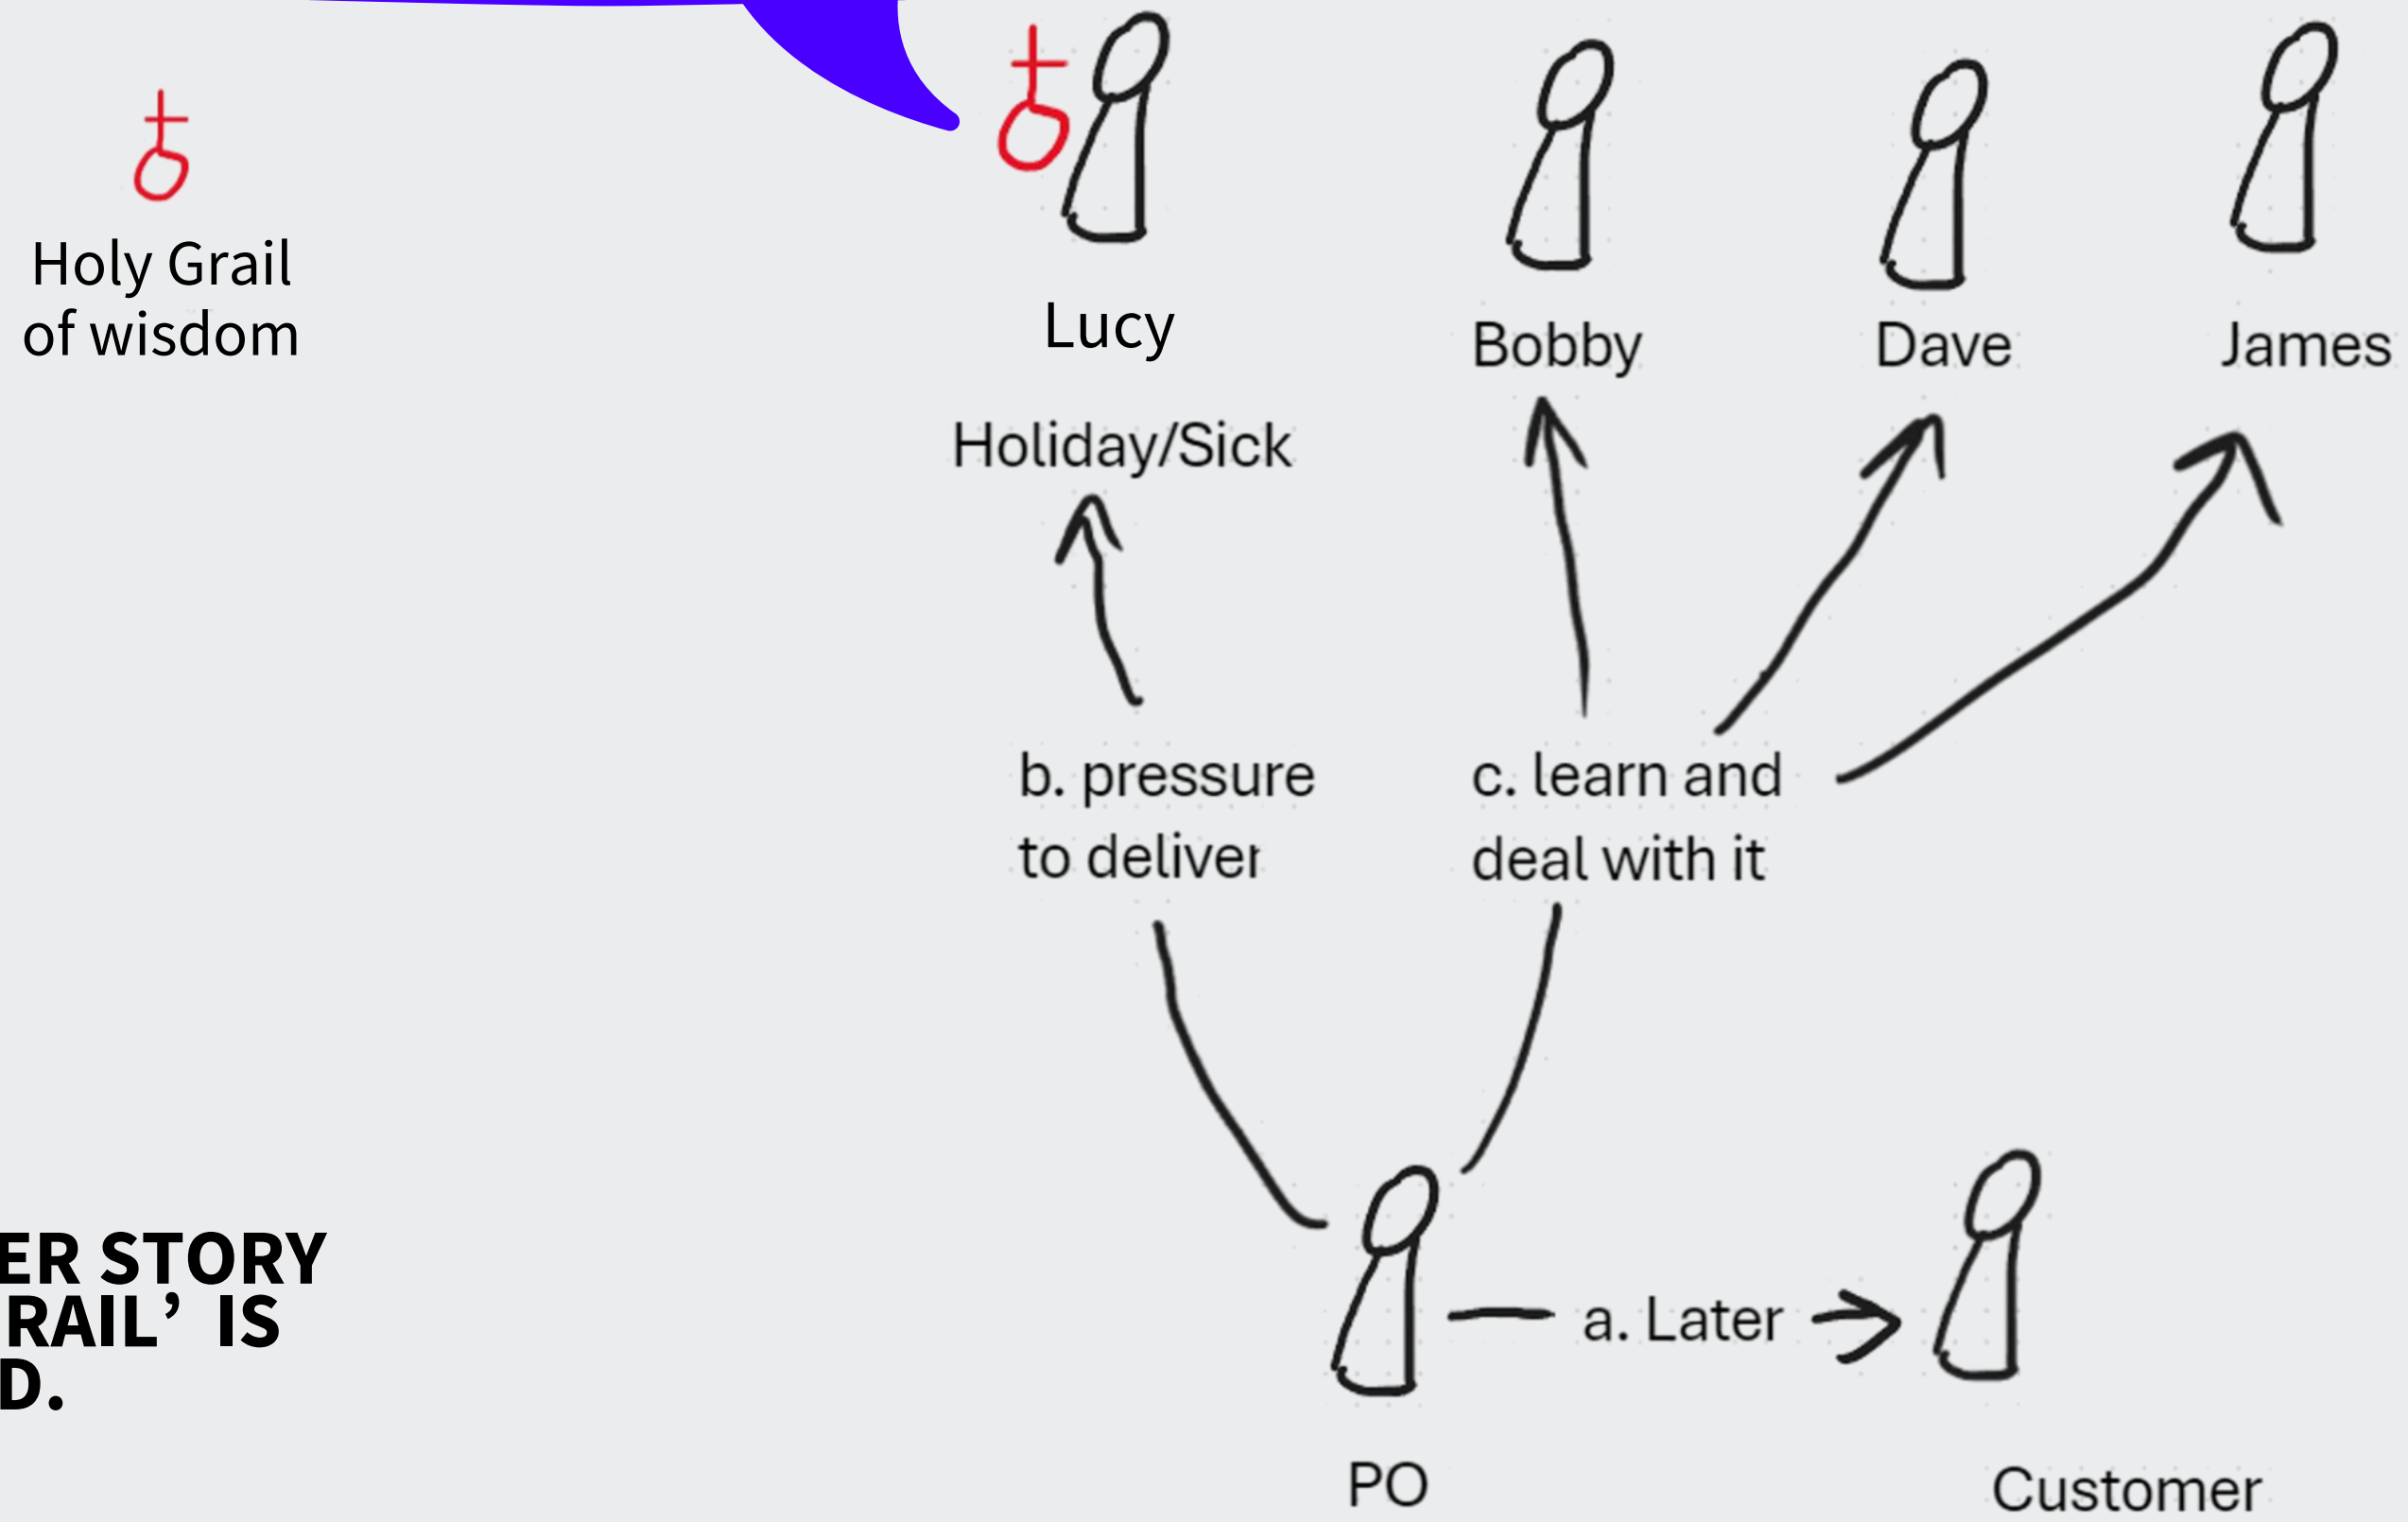 Holy Grail
of wisdom
Lucy
Bobby
Dave
James
Holiday/Sick
b. pressure
to deliver
c. learn and
deal with it
ER STORY
RAIL’ IS
D.
a. Later
PO
Customer